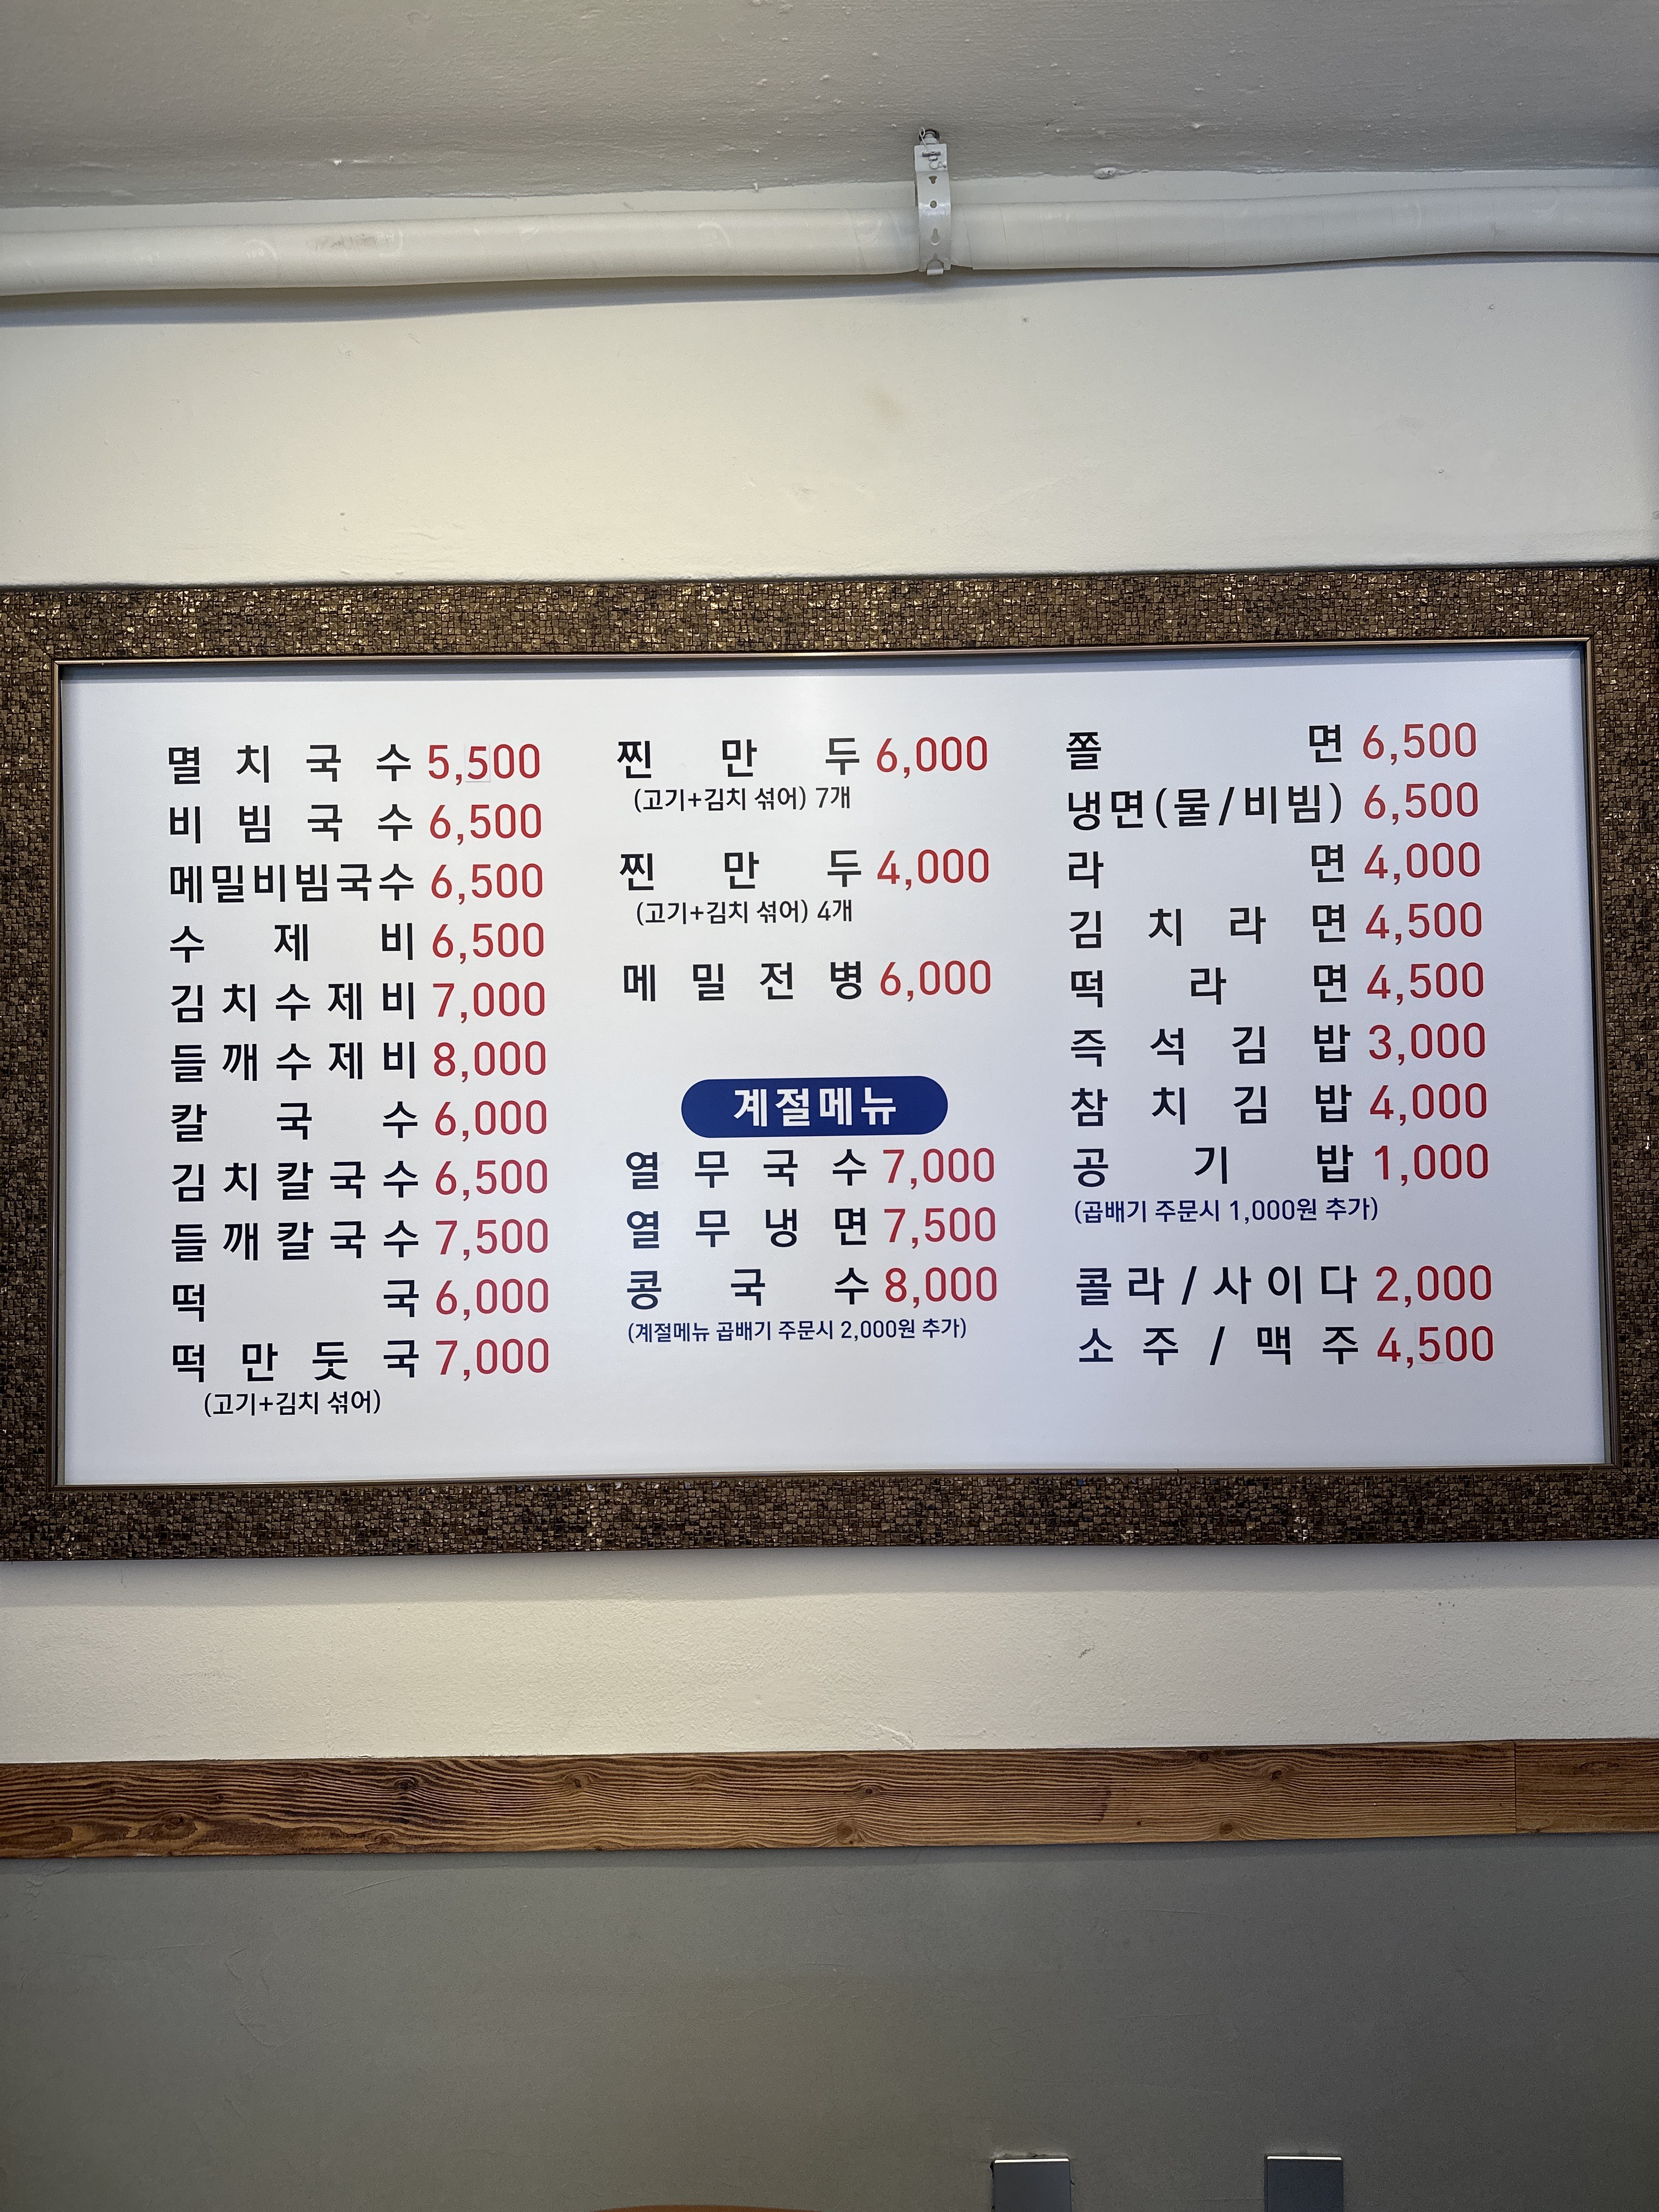 멸치국수 5,500
비빔국수 6,500
메밀비빔국수 6,500
수제비 6,500
김치수제비 7,000
들깨수제비 8,000
칼국수 6,000
김치칼국수 6,500
들깨칼국수 7,500
떡국 6,000
떡만둣국 7,000
(고기+김치 섞어)
찐만두 6,000
(고기+김치 섞어) 7개
찐만두 4,000
(고기+김치 섞어) 4개
메밀전병 6,000
계절메뉴
열무국수 7,000
열무냉면 7,500
콩국수 8,000
(계절메뉴 곱배기 주문시 2,000원 추가)
쫄면 6,500
냉면(물/비빔) 6,500
라면 4,000
김치라면 4,500
떡라면 4,500
즉석김밥 3,000
참치김밥 4,000
공기밥 1,000
(곱배기 주문시 1,000원 추가)
콜라/사이다 2,000
소주/맥주 4,500